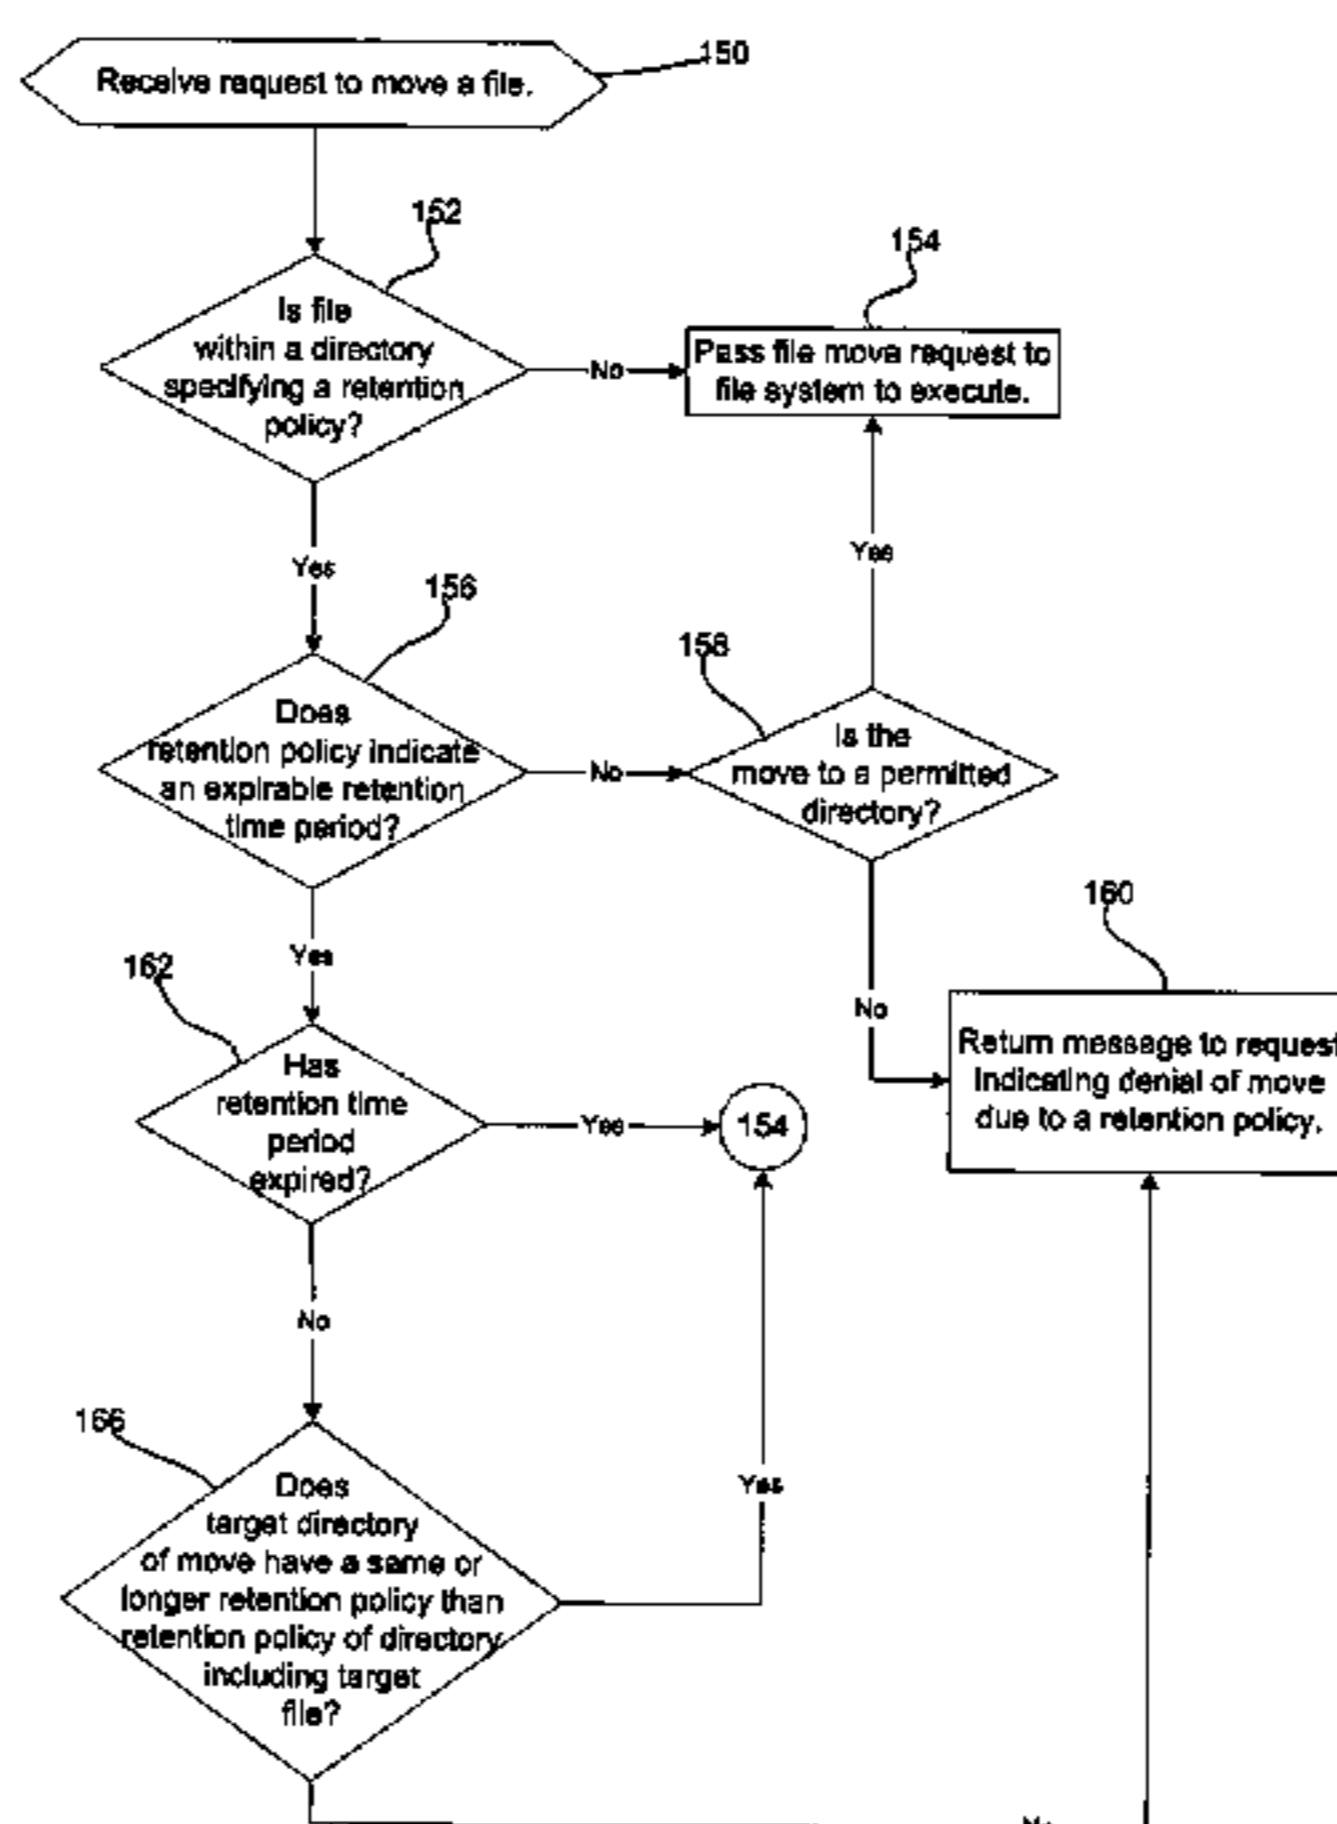 150
Receive request to move a file.
152
Is file
within a directory
specifying a retention
policy?
No
154
Pass file move request to
file system to execute.
Yes
Yes
156
Does
retention policy indicate
an expirable retention
time period?
No
158
Is the
move to a permitted
directory?
Yes
No
160
Return message to request
indicating denial of move
due to a retention policy.
162
Has
retention time
period
expired?
Yes
154
No
166
Does
target directory
of move have a same or
longer retention policy than
retention policy of directory
including target
file?
Yes